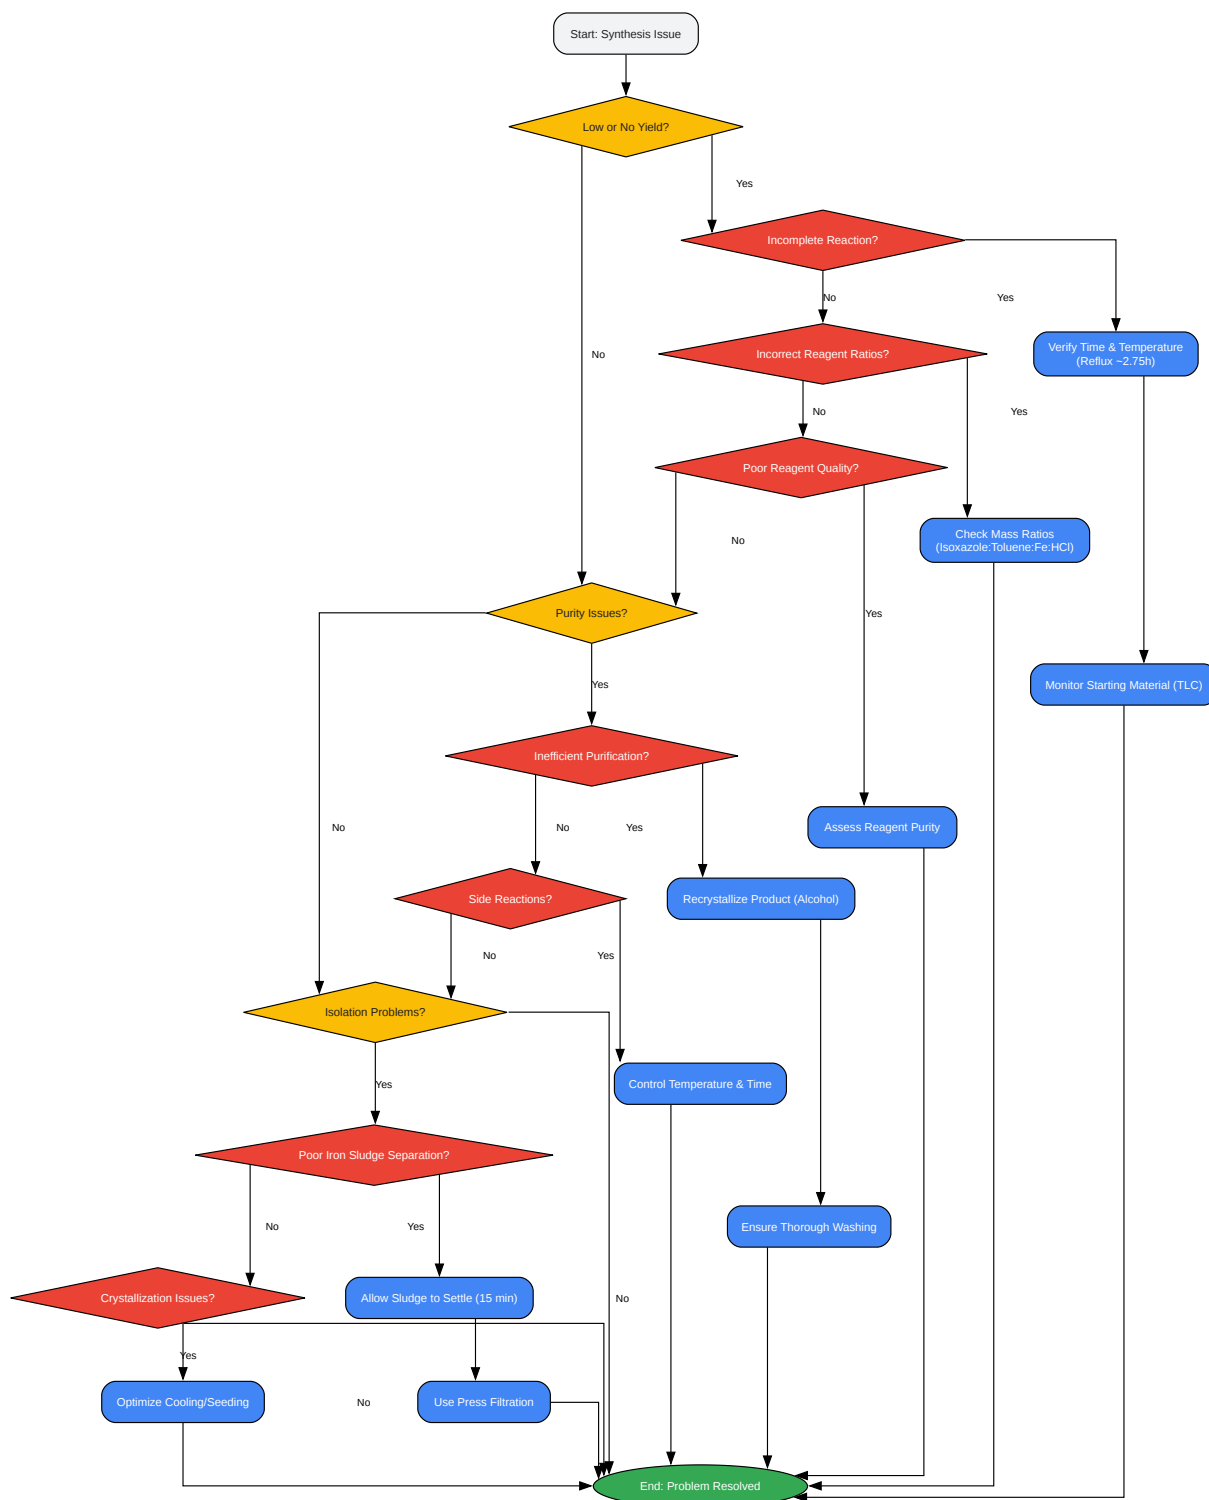 Start: Synthesis Issue
Low or No Yield?
Yes
Incomplete Reaction?
No
Yes
Incorrect Reagent Ratios?
Verify Time & Temperature
(Reflux ~2.75h)
No
No
Yes
Poor Reagent Quality?
Check Mass Ratios
(Isoxazole:Toluene:Fe:HCl)
No
Purity Issues?
Yes
Yes
Monitor Starting Material (TLC)
Inefficient Purification?
No
No
Yes
Assess Reagent Purity
Side Reactions?
Recrystallize Product (Alcohol)
No
Yes
Isolation Problems?
Yes
Control Temperature & Time
Poor Iron Sludge Separation?
No
Yes
Ensure Thorough Washing
Crystallization Issues?
Allow Sludge to Settle (15 min)
No
Yes
Optimize Cooling/Seeding
No
Use Press Filtration
End: Problem Resolved